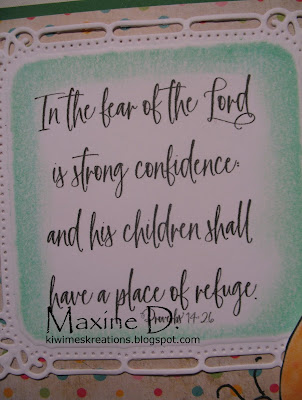 In the fear of the Lord
is strong confidence:
and his children shall
have a place of refuge.
Proverbs 14-26
Maxine D.
kiwimeskreations.blogspot.com